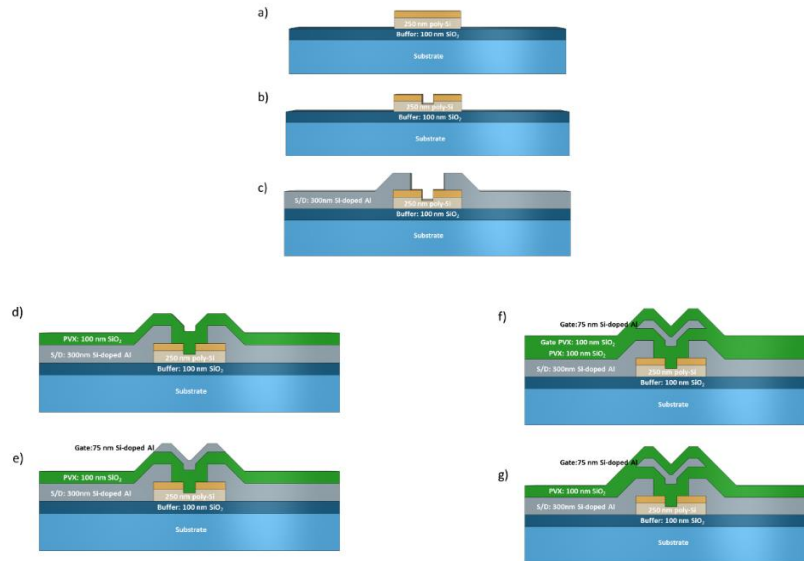 a)
250 nm poly-Si
Buffer: 100 nm SiO₂
Substrate
b)
250 nm poly-Si
Buffer: 100 nm SiO₂
Substrate
c)
S/D: 300nm Si-doped Al
250 nm poly-Si
Buffer: 100 nm SiO₂
Substrate
d)
PVX: 100 nm SiO₂
S/D: 300nm Si-doped Al
250 nm poly-Si
Buffer: 100 nm SiO₂
Substrate
e)
Gate:75 nm Si-doped Al
PVX: 100 nm SiO₂
S/D: 300nm Si-doped Al
250 nm poly-Si
Buffer: 100 nm SiO₂
Substrate
f)
Gate:75 nm Si-doped Al
Gate PVX: 100 nm SiO₂
PVX: 100 nm SiO₂
S/D: 300nm Si-doped Al
250 nm poly-Si
Buffer: 100 nm SiO₂
Substrate
g)
Gate:75 nm Si-doped Al
PVX: 100 nm SiO₂
S/D: 300nm Si-doped Al
250 nm poly-Si
Buffer: 100 nm SiO₂
Substrate